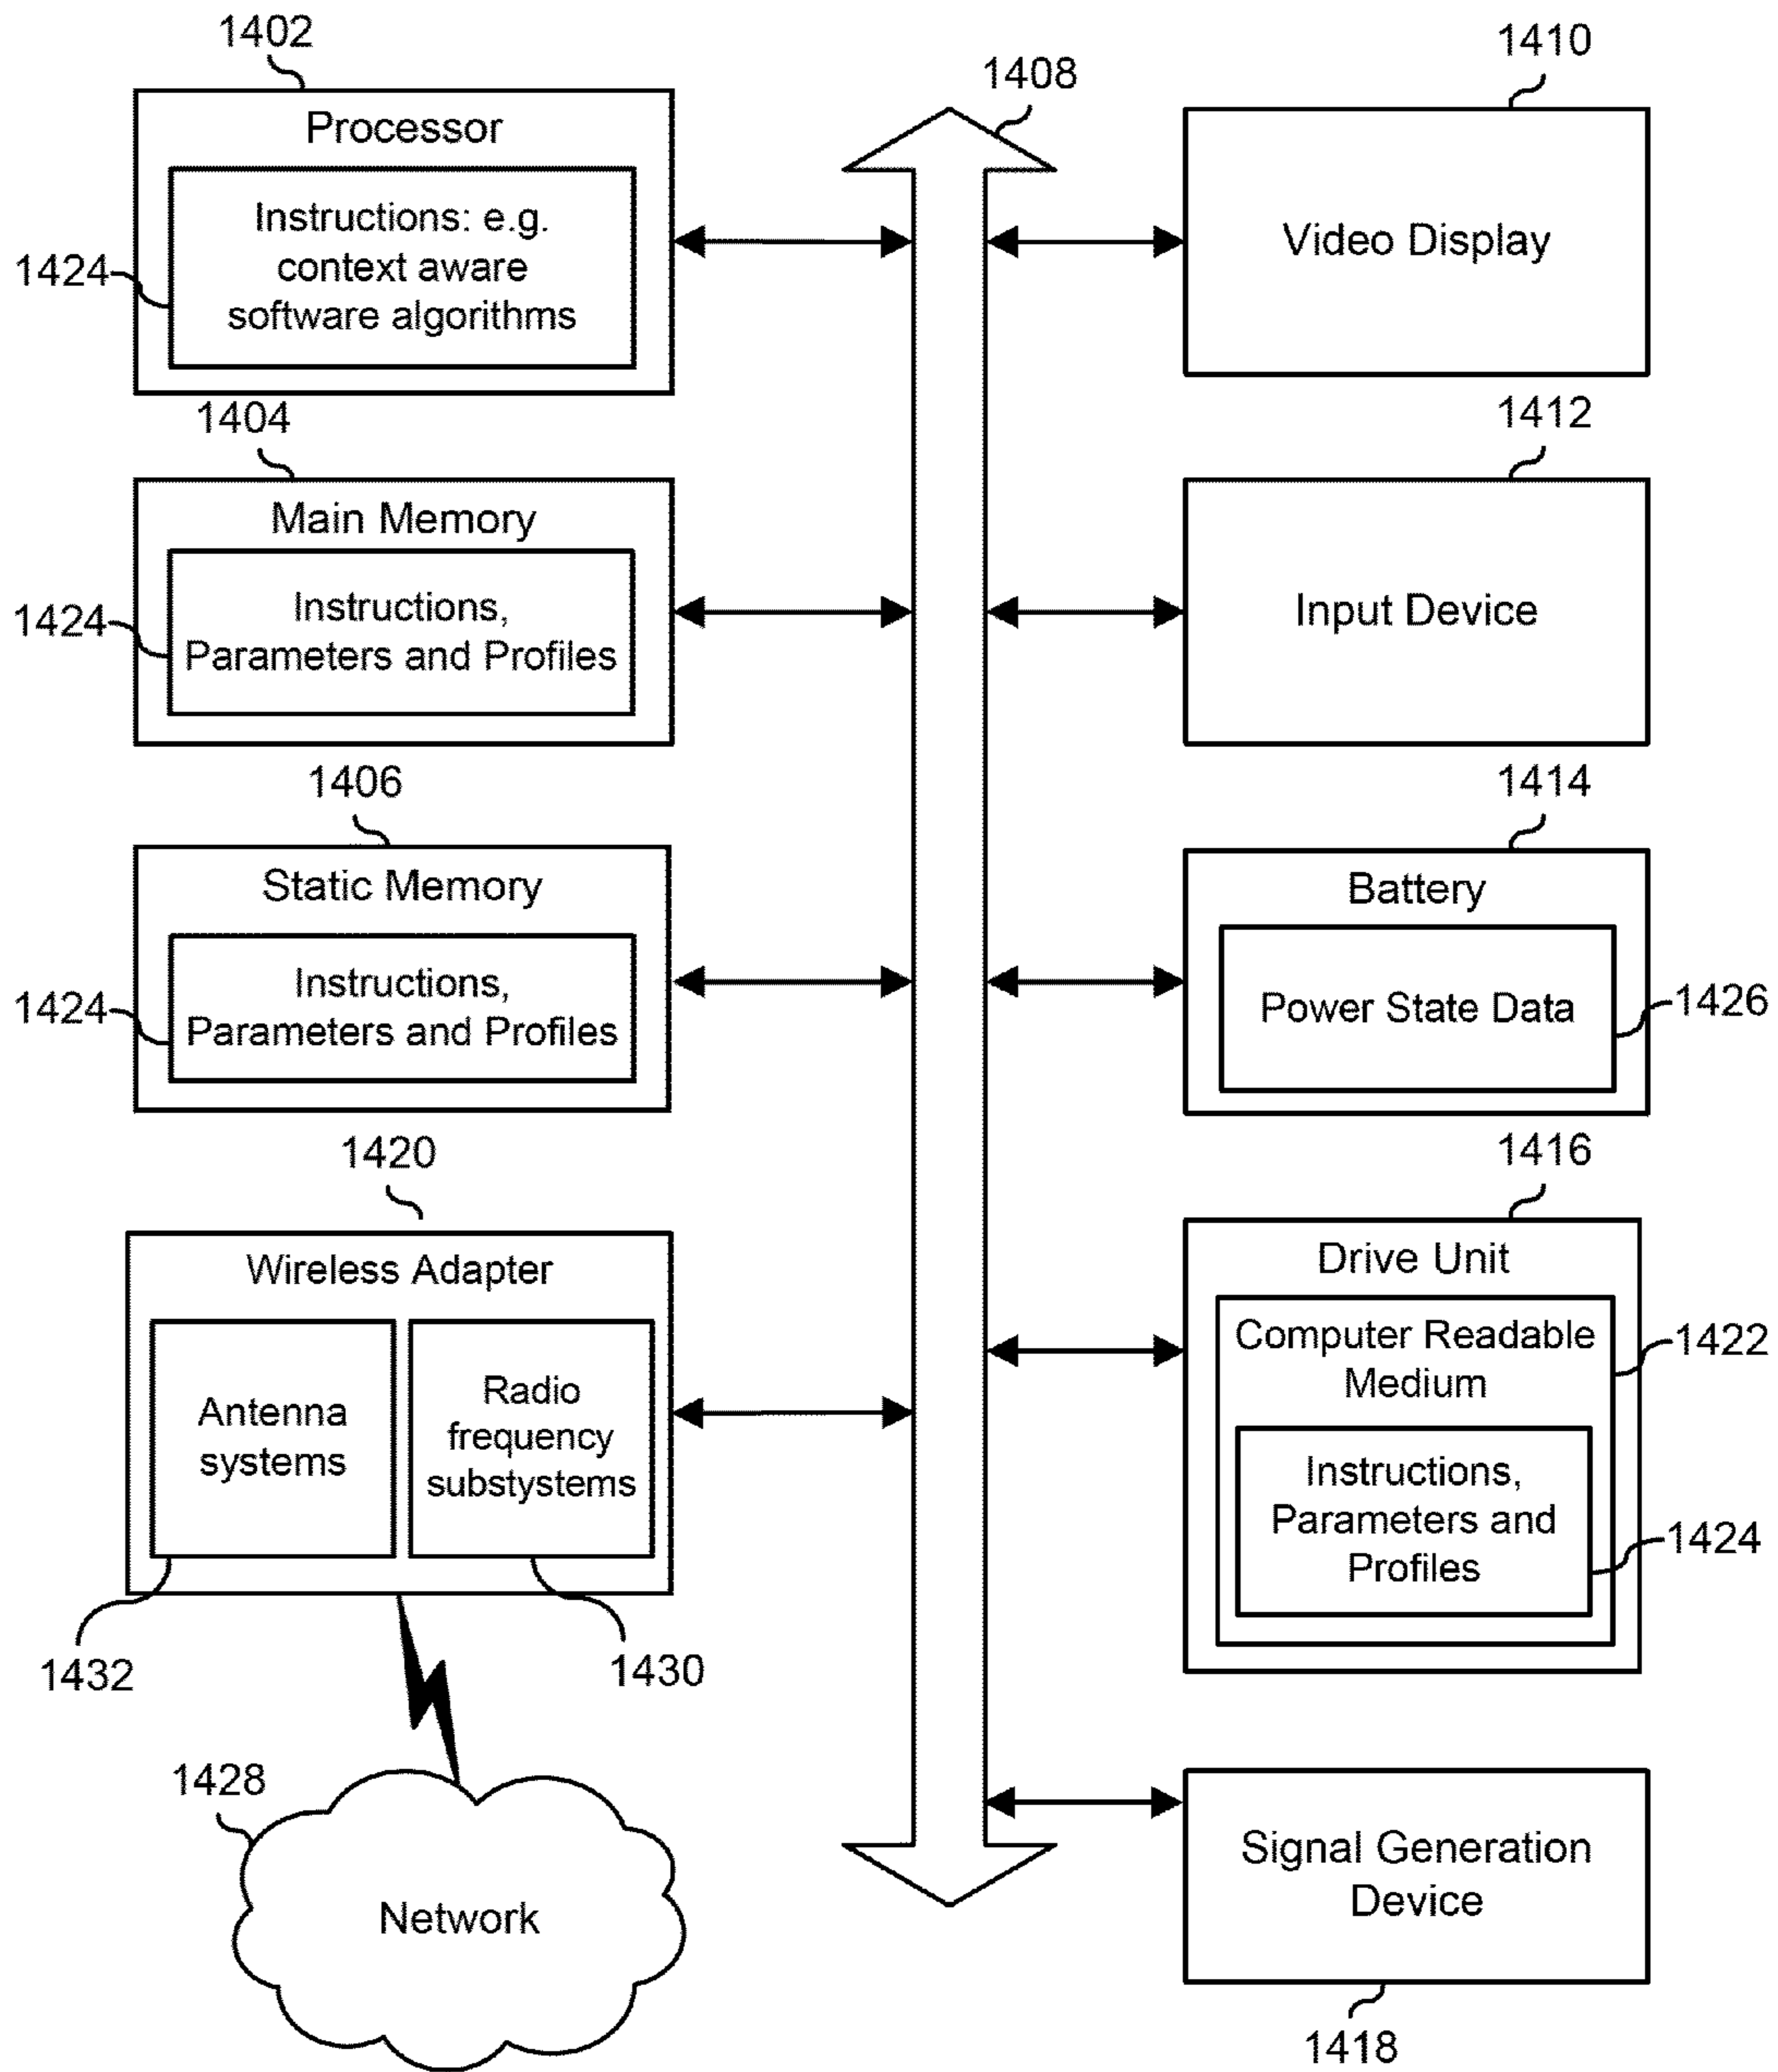 1402
Processor
Instructions: e.g.
context aware
software algorithms
1424
1404
Main Memory
Instructions,
Parameters and Profiles
1424
1406
Static Memory
Instructions,
Parameters and Profiles
1424
1420
Wireless Adapter
Antenna
systems
Radio
frequency
substystems
1432
1430
1428
Network
1408
1410
Video Display
1412
Input Device
1414
Battery
Power State Data
1426
1416
Drive Unit
Computer Readable
Medium
1422
Instructions,
Parameters and
Profiles
1424
Signal Generation
Device
1418